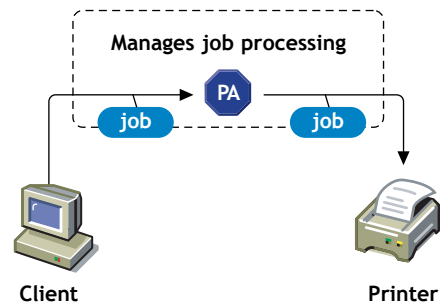 Manages job processing
PA
job
job
Client
Printer